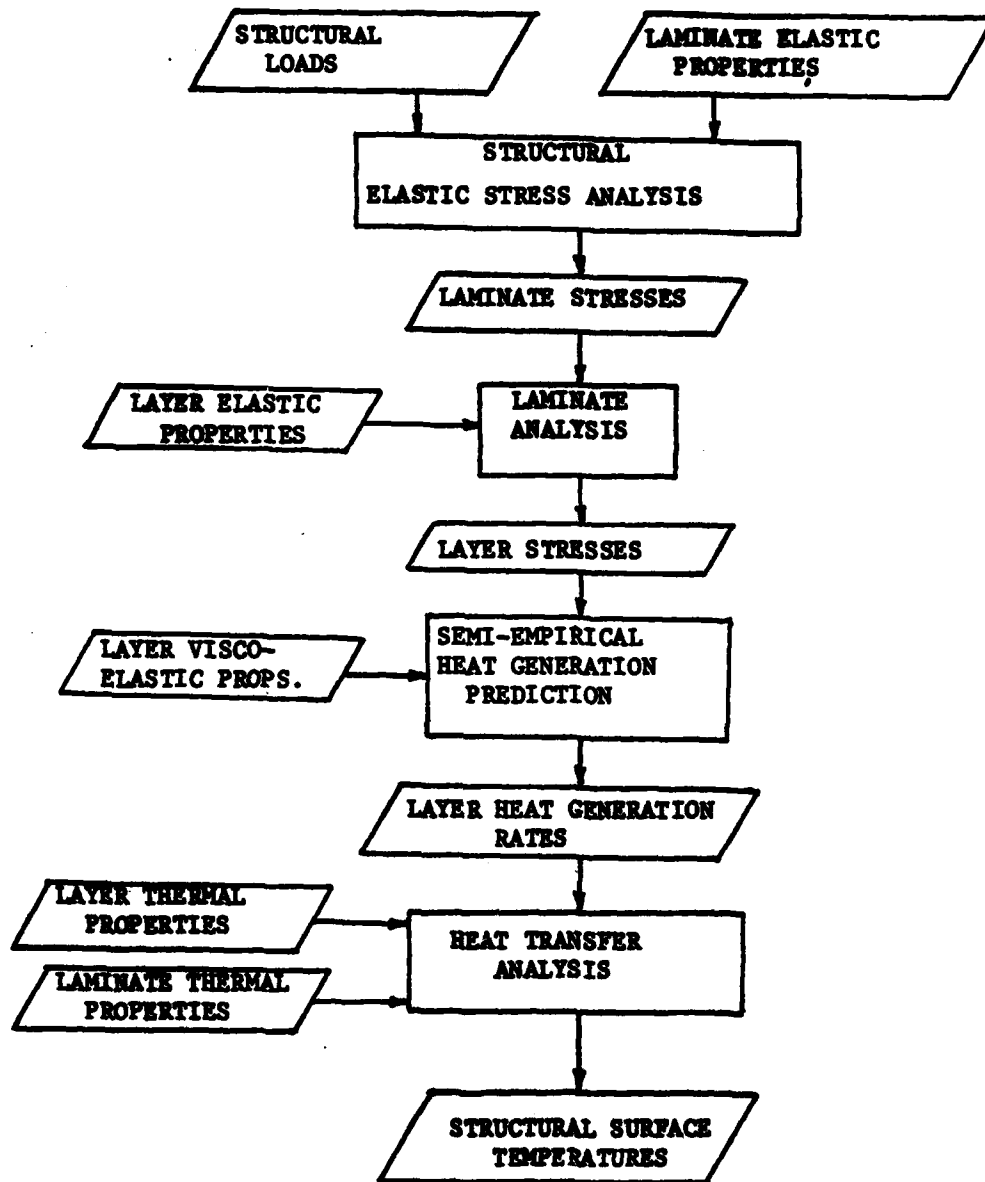 STRUCTURAL
LOADS
LAMINATE ELASTIC
PROPERTIES
STRUCTURAL
ELASTIC STRESS ANALYSIS
LAMINATE STRESSES
LAYER ELASTIC
PROPERTIES
LAMINATE
ANALYSIS
LAYER STRESSES
LAYER VISCO-
ELASTIC PROPS.
SEMI-EMPIRICAL
HEAT GENERATION
PREDICTION
LAYER HEAT GENERATION
RATES
LAYER THERMAL
PROPERTIES
HEAT TRANSFER
ANALYSIS
LAMINATE THERMAL
PROPERTIES
STRUCTURAL SURFACE
TEMPERATURES